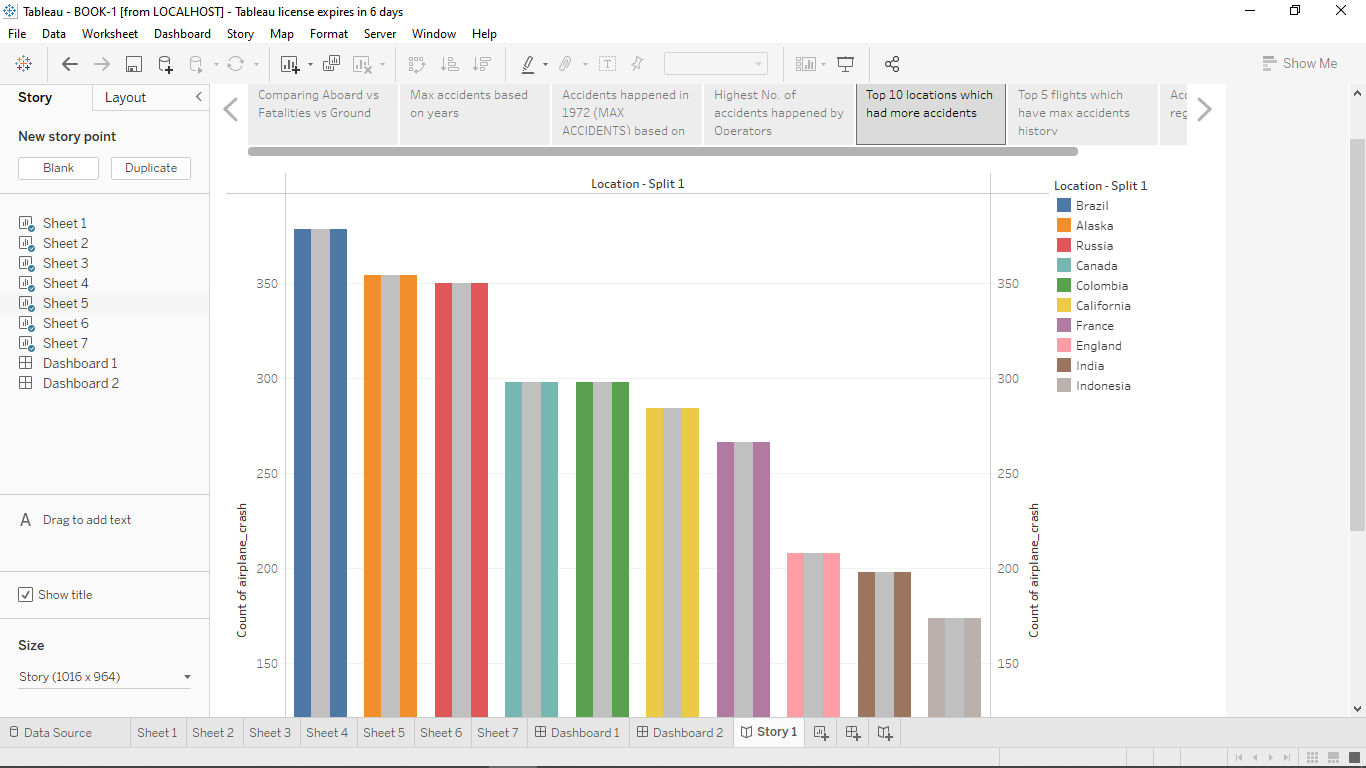 Tableau - BOOK-1 [from LOCALHOST] - Tableau license expires in 6 days
File Data Worksheet Dashboard Story Map Format Server Window Help
Show Me
Story Layout
New story point
Blank Duplicate
Sheet 1
Sheet 2
Sheet 3
Sheet 4
Sheet 5
Sheet 6
Sheet 7
Dashboard 1
Dashboard 2
A Drag to add text
Show title
Size
Story (1016 x 964)
Comparing Aboard vs
Fatalities vs Ground
Max accidents based
on years
Accidents happened in
1972 (MAX
ACCIDENTS) based on
Highest No. of
accidents happened by
Operators
Top 10 locations which
had more accidents
Top 5 flights which
have max accidents
history
Acc
reg
Location - Split 1
350
300
250
200
150
Count of airplane_crash
350
300
250
200
150
Count of airplane_crash
Location - Split 1
Brazil
Alaska
Russia
Canada
Colombia
California
France
England
India
Indonesia
Data Source Sheet 1 Sheet 2 Sheet 3 Sheet 4 Sheet 5 Sheet 6 Sheet 7 Dashboard 1 Dashboard 2 Story 1